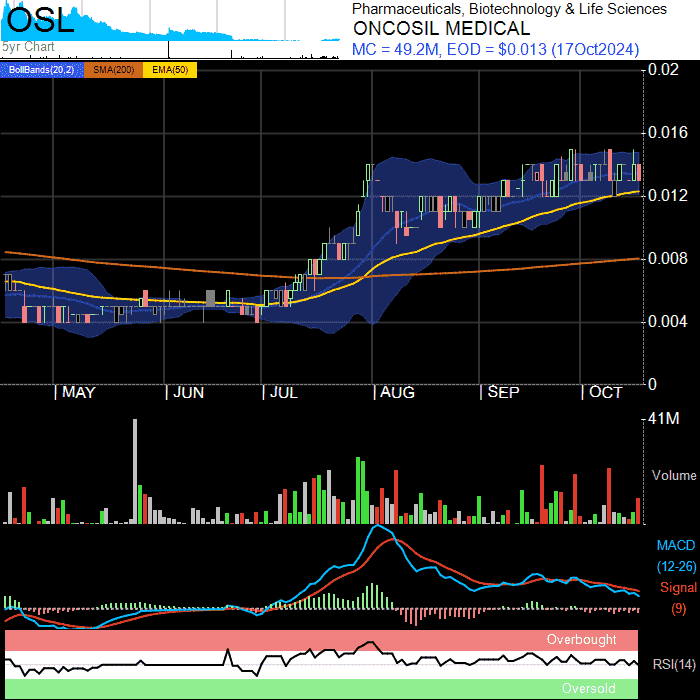 OSL
5yr Chart
Pharmaceuticals, Biotechnology & Life Sciences
ONCOSIL MEDICAL
MC = 49.2M, EOD = $0.013 (17Oct2024)
BollBands(20,2) SMA(200) EMA(50)
0.02
0.016
0.012
0.008
0.004
0
MAY JUN JUL AUG SEP OCT
41M
Volume
MACD
(12-26)
Signal
(9)
Overbought
RSI(14)
Oversold